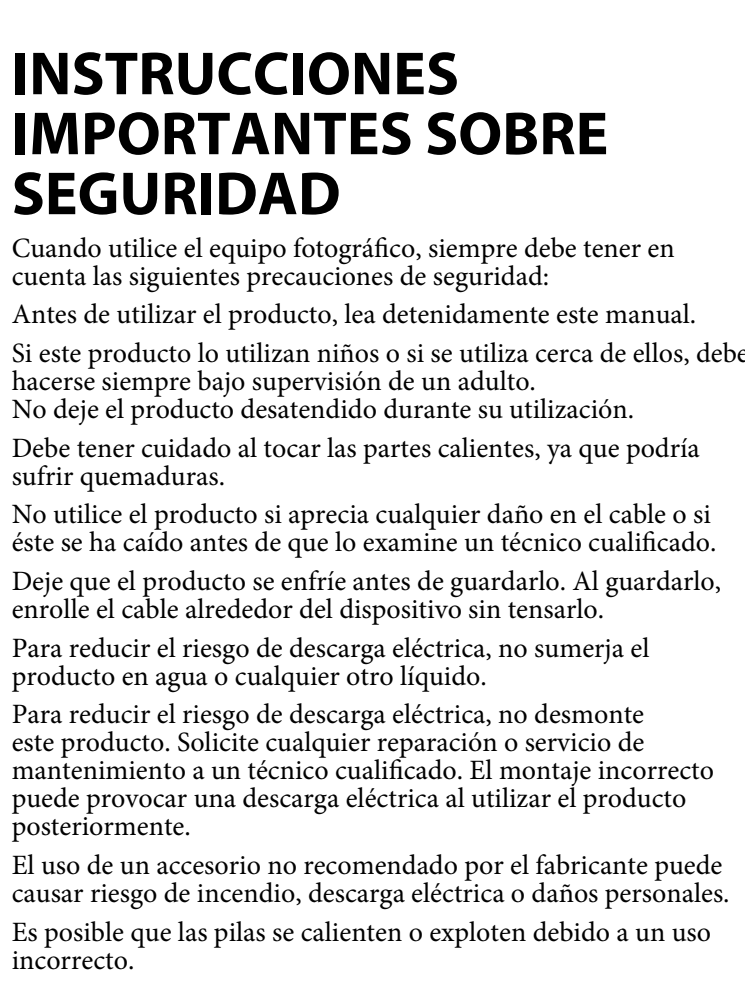 INSTRUCCIONES
IMPORTANTES SOBRE
SEGURIDAD
Cuando utilice el equipo fotográfico, siempre debe tener en
cuenta las siguientes precauciones de seguridad:
Antes de utilizar el producto, lea detenidamente este manual.
Si este producto lo utilizan niños o si se utiliza cerca de ellos, debe
hacerse siempre bajo supervisión de un adulto.
No deje el producto desatendido durante su utilización.
Debe tener cuidado al tocar las partes calientes, ya que podría
sufrir quemaduras.
No utilice el producto si aprecia cualquier daño en el cable o si
éste se ha caído antes de que lo examine un técnico cualificado.
Deje que el producto se enfríe antes de guardarlo. Al guardarlo,
enrolle el cable alrededor del dispositivo sin tensarlo.
Para reducir el riesgo de descarga eléctrica, no sumerja el
producto en agua o cualquier otro líquido.
Para reducir el riesgo de descarga eléctrica, no desmonte
este producto. Solicite cualquier reparación o servicio de
mantenimiento a un técnico cualificado. El montaje incorrecto
puede provocar una descarga eléctrica al utilizar el producto
posteriormente.
El uso de un accesorio no recomendado por el fabricante puede
causar riesgo de incendio, descarga eléctrica o daños personales.
Es posible que las pilas se calienten o exploten debido a un uso
incorrecto.